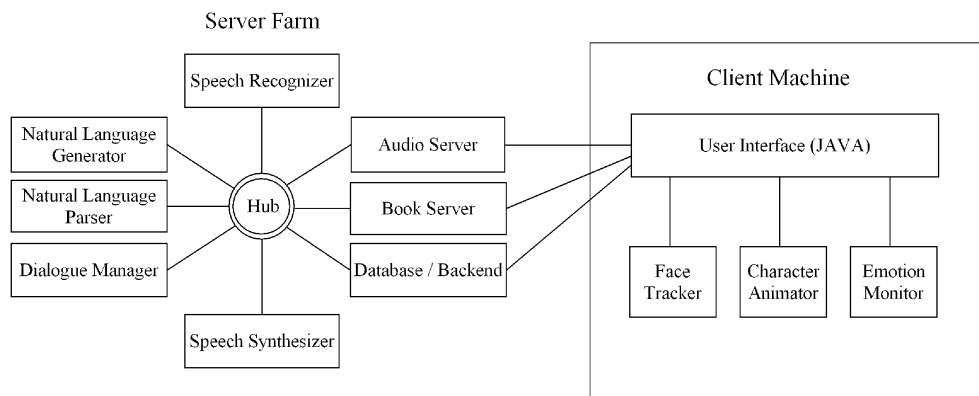 Server Farm
Client Machine
Speech Recognizer
Natural Language
Generator
Audio Server
User Interface (JAVA)
Natural Language
Parser
Hub
Book Server
Dialogue Manager
Database / Backend
Face
Tracker
Character
Animator
Emotion
Monitor
Speech Synthesizer